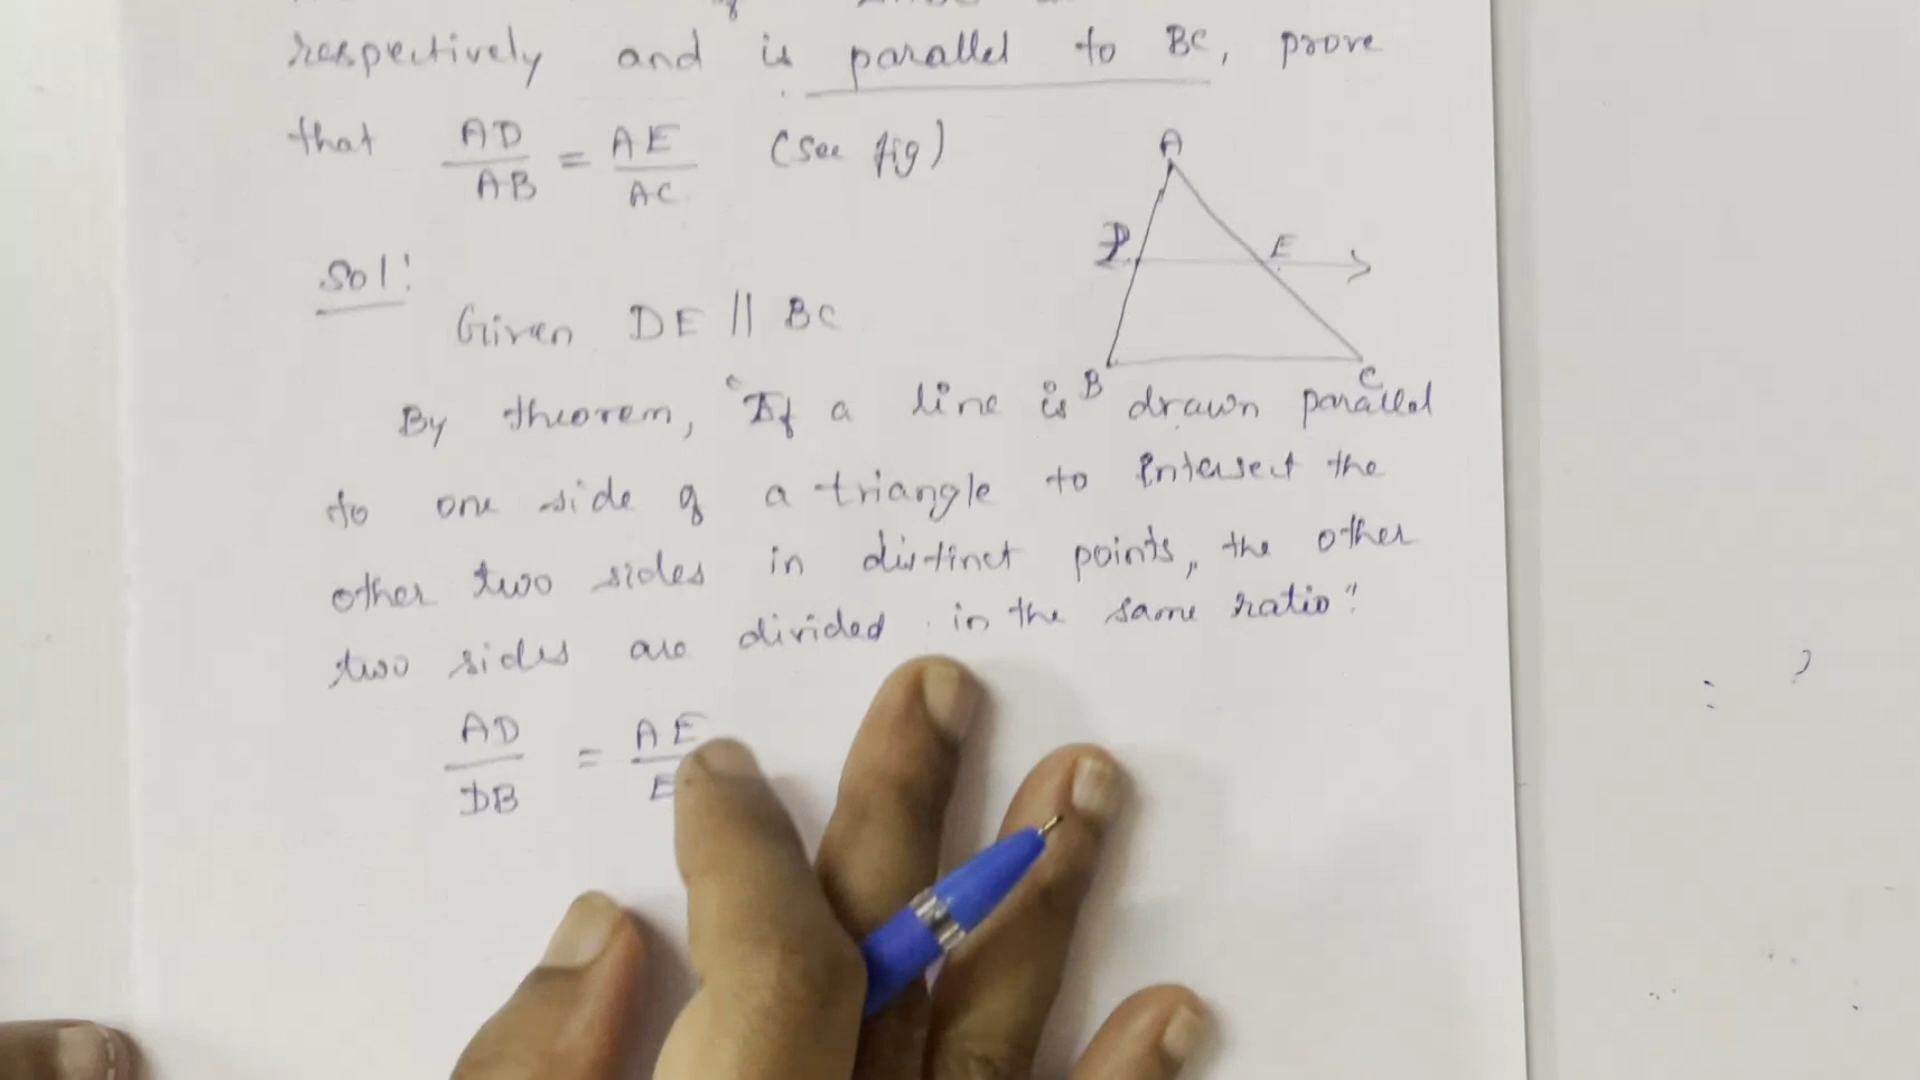 respectively and is parallel to BC, prove
that AD/AB = AE/AC (see fig)
A
D E
B C
Sol:
Given DE || BC
By theorem, "If a line is drawn parallel
to one side of a triangle to intersect the
other two sides in distinct points, the other
two sides are divided in the same ratio"
AD/DB = AE/E